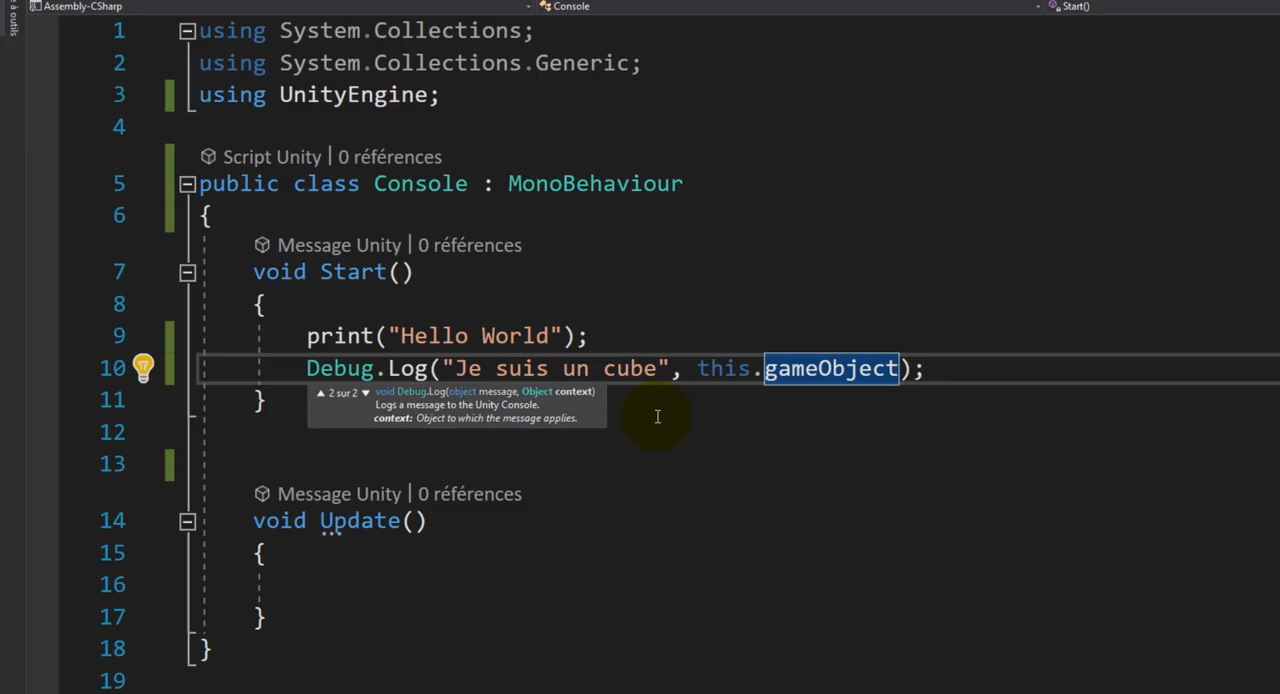 e à outils
Assembly-CSharp Console Start()
1 using System.Collections;
2 using System.Collections.Generic;
3 using UnityEngine;
4
Script Unity | 0 références
5 public class Console : MonoBehaviour
6 {
Message Unity | 0 références
7 void Start()
8 {
9 print("Hello World");
10 Debug.Log("Je suis un cube", this.gameObject);
▲ 2 sur 2 ▼ void Debug.Log(object message, Object context)
Logs a message to the Unity Console.
context: Object to which the message applies.
11 }
12
13
Message Unity | 0 références
14 void Update()
15 {
16
17 }
18 }
19